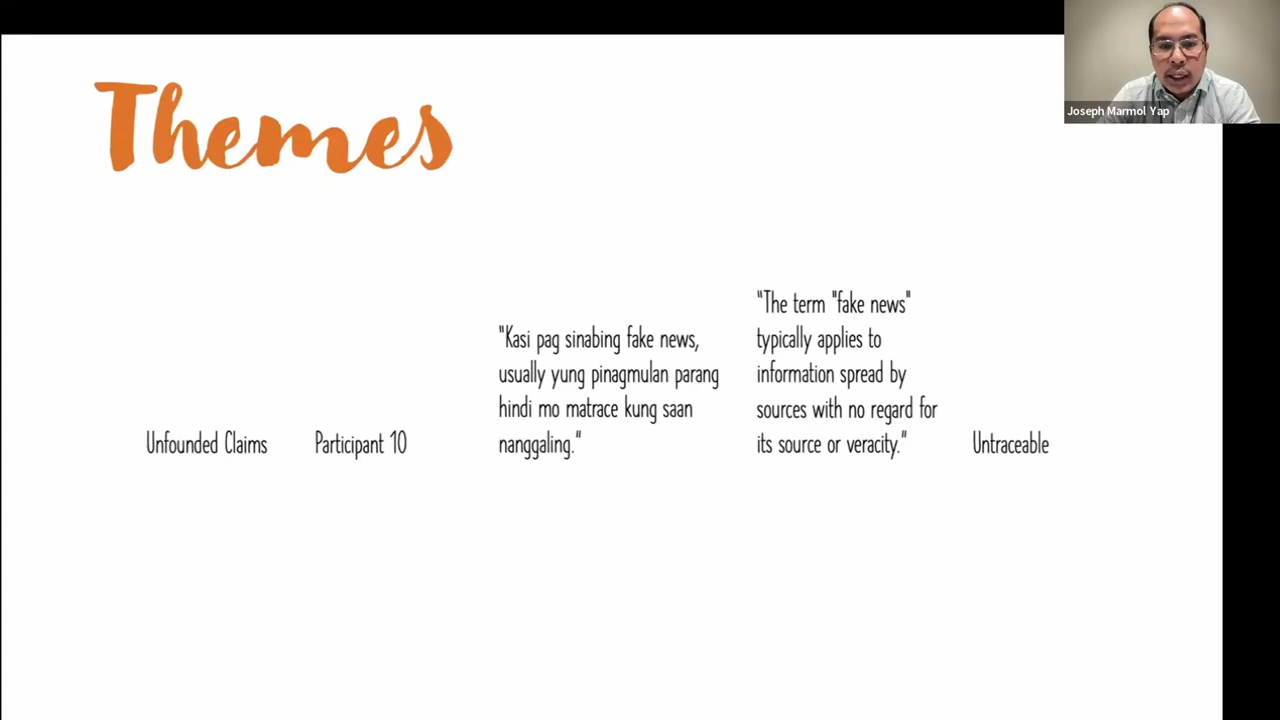 Themes
Joseph Marmol Yap
Unfounded Claims
Participant 10
"Kasi pag sinabing fake news,
usually yung pinagmulan parang
hindi mo matrace kung saan
nanggaling."
"The term "fake news"
typically applies to
information spread by
sources with no regard for
its source or veracity."
Untraceable